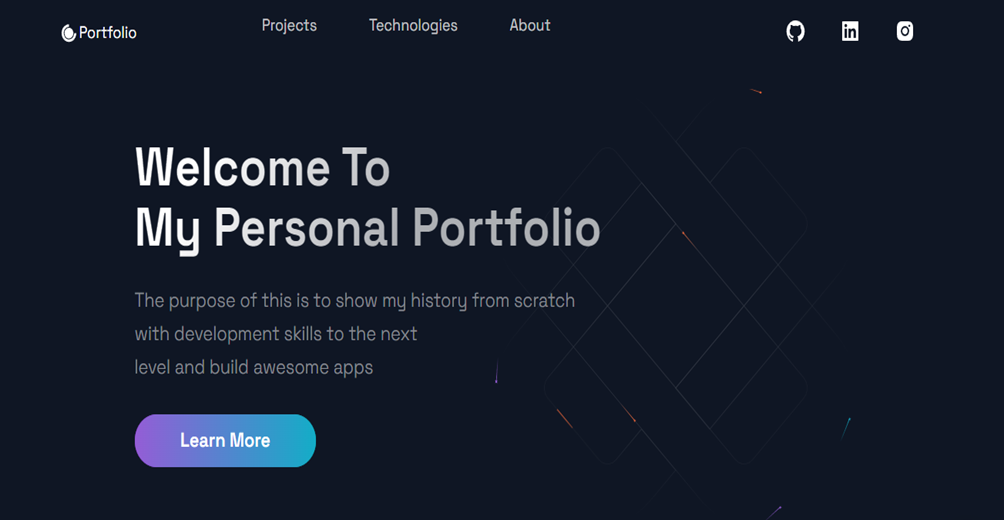 Portfolio
Projects
Technologies
About
Welcome To
My Personal Portfolio
The purpose of this is to show my history from scratch
with development skills to the next
level and build awesome apps
Learn More